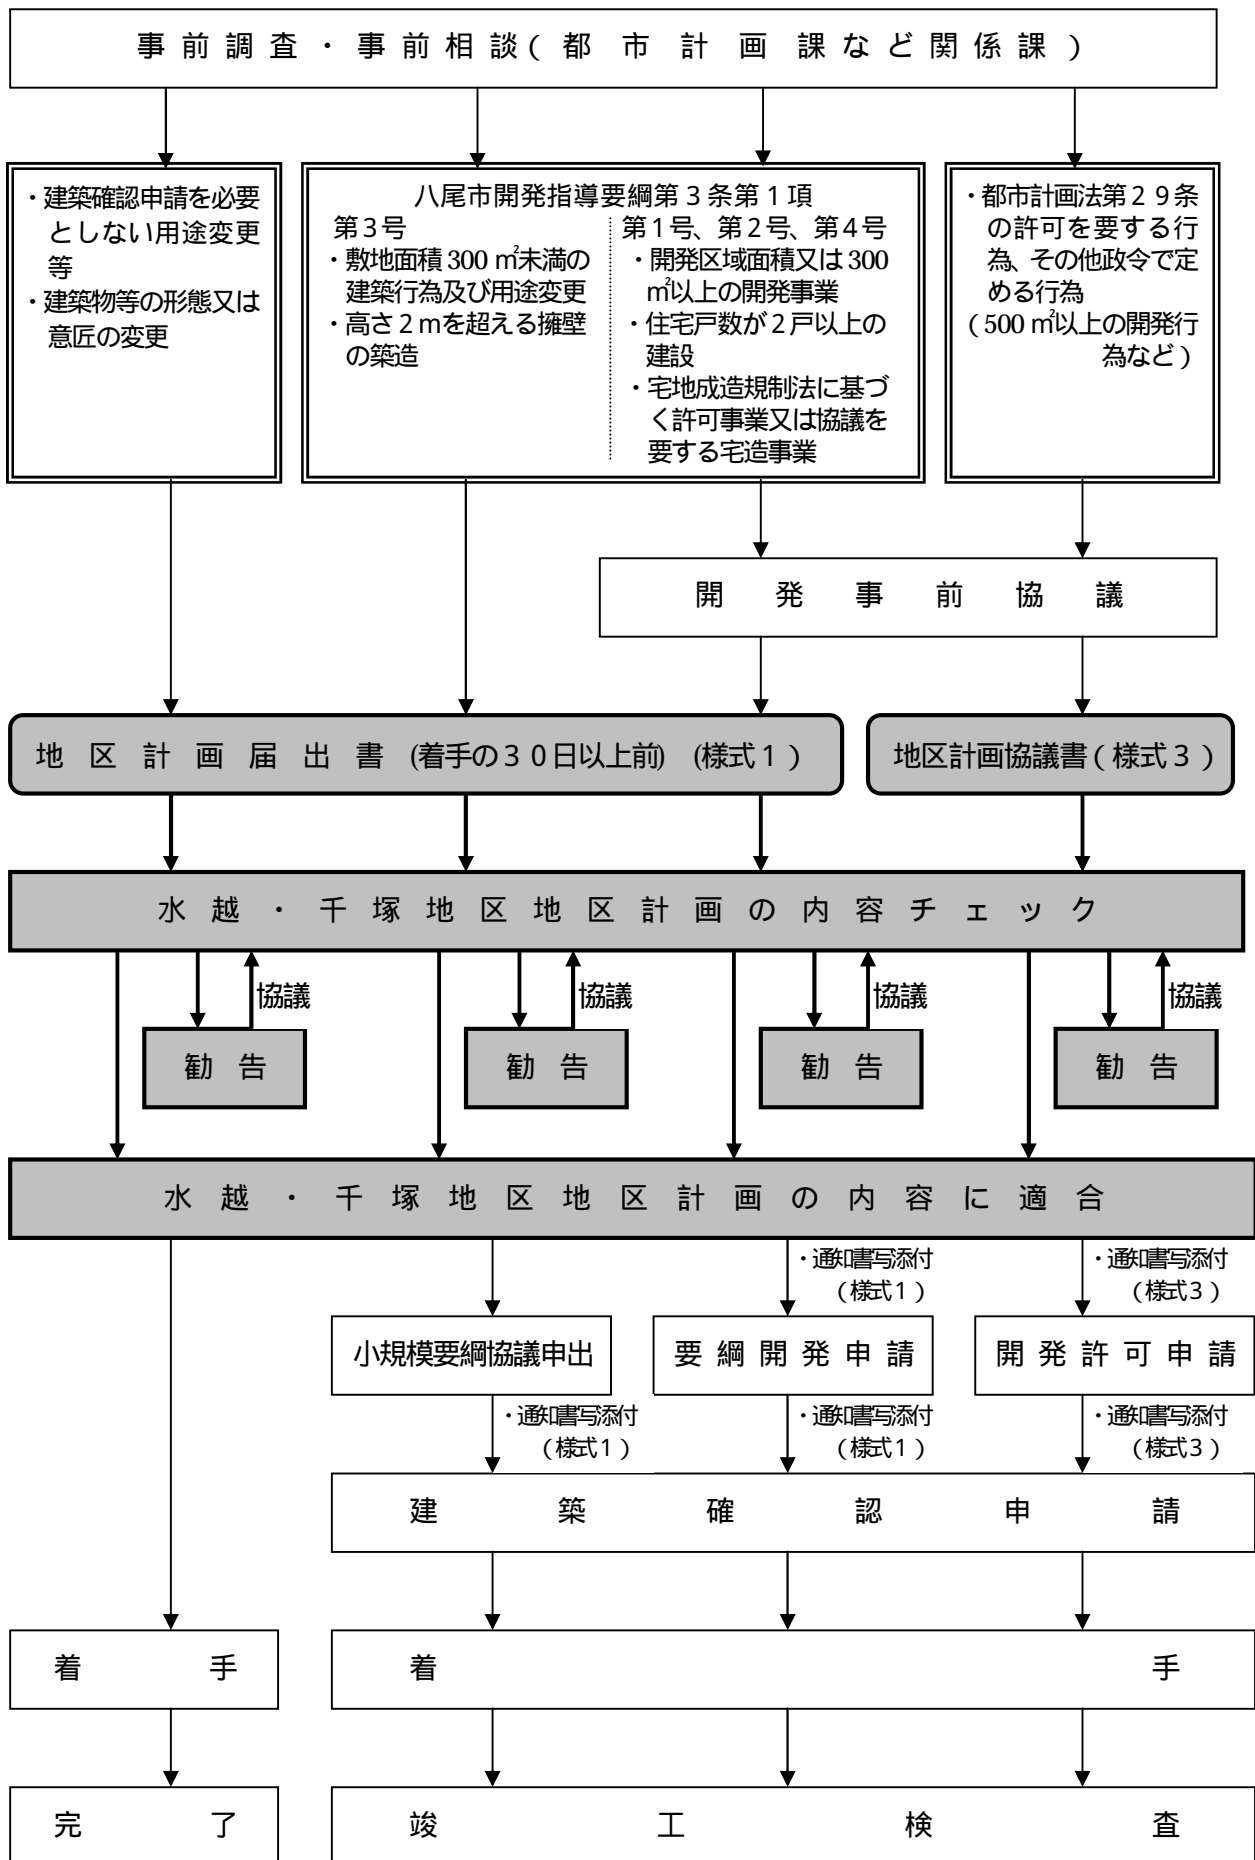 事前調査・事前相談(都市計画課など関係課)
・建築確認申請を必要
としない用途変更
等
・建築物等の形態又は
意匠の変更
八尾市開発指導要綱第3条第1項
第3号
・敷地面積300㎡未満の
建築行為及び用途変更
・高さ2mを超える擁壁
の築造
第1号、第2号、第4号
・開発区域面積又は300
㎡以上の開発事業
・住宅戸数が2戸以上の
建設
・宅地成造規制法に基づ
く許可事業又は協議を
要する宅造事業
・都市計画法第29条
の許可を要する行
為、その他政令で定
める行為
(500㎡以上の開発行
為など)
開発事前協議
地区計画届出書(着手の30日以上前)(様式1)
地区計画協議書(様式3)
水越・千塚地区地区計画の内容チェック
協議
協議
協議
協議
勧告
勧告
勧告
勧告
水越・千塚地区地区計画の内容に適合
・通知書写添付
(様式1)
・通知書写添付
(様式3)
小規模要綱協議申出
要綱開発申請
開発許可申請
・通知書写添付
(様式1)
・通知書写添付
(様式1)
・通知書写添付
(様式3)
建築確認申請
着手
着手
完了
竣工検査